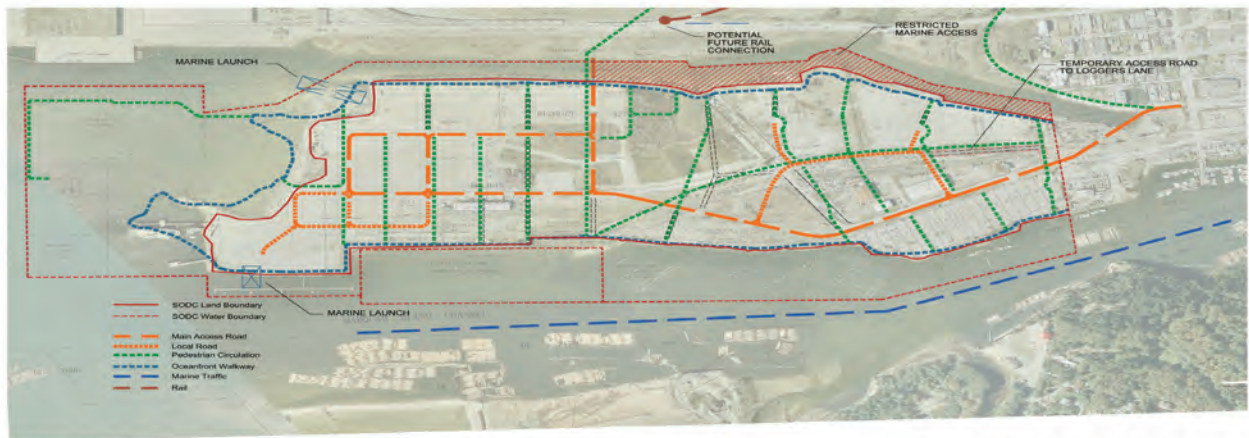 RESTRICTED
MARINE ACCESS
POTENTIAL
FUTURE RAIL
CONNECTION
MARINE LAUNCH
TEMPORARY ACCESS ROAD
TO LOGGERS LANE
MARINE LAUNCH
SODC Land Boundary
SODC Water Boundary
Main Access Road
Local Road
Pedestrian Circulation
Oceanfront Walkway
Marine Traffic
Rail